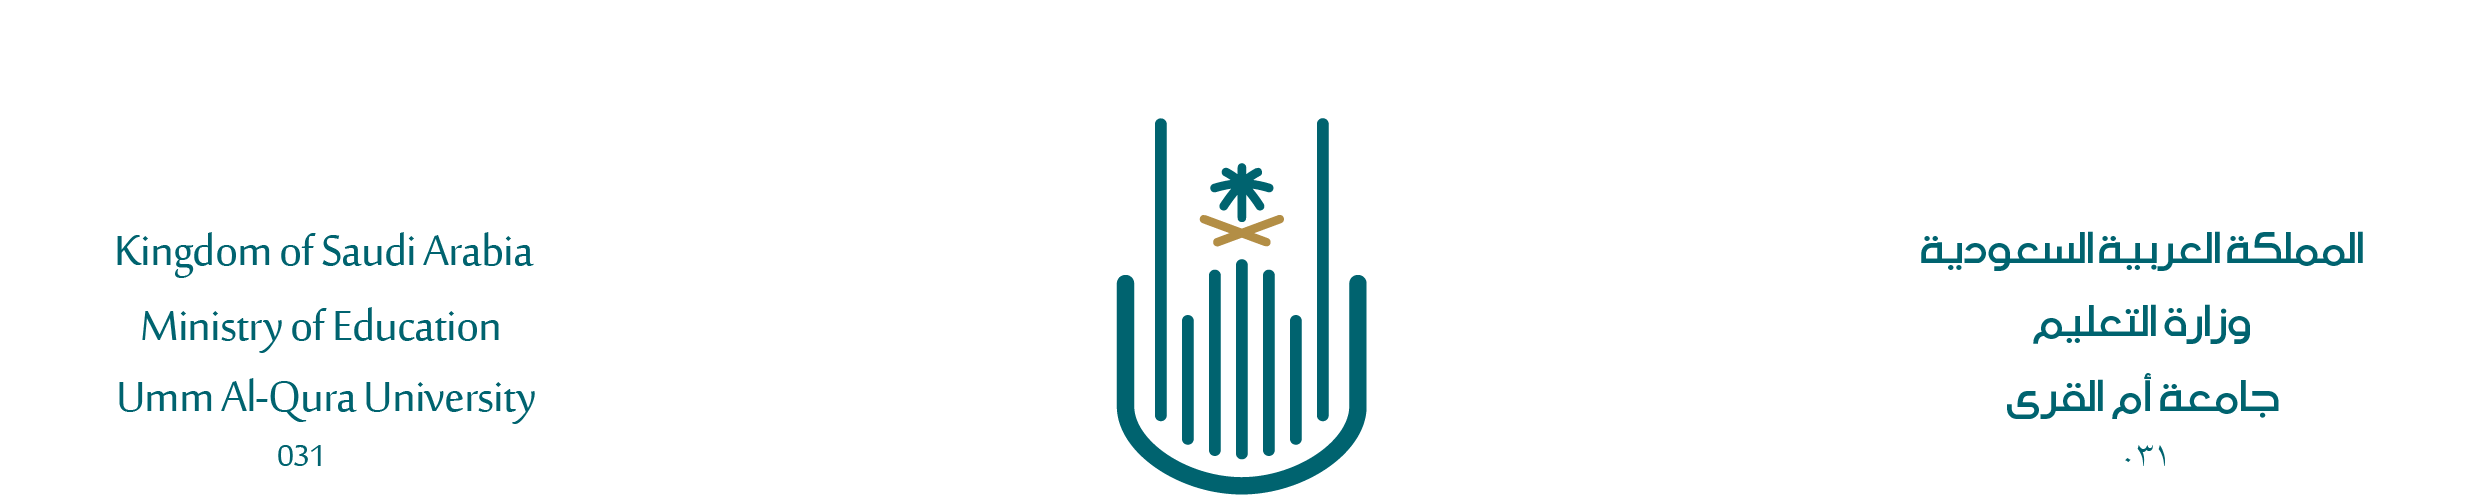 Kingdom of Saudi Arabia
Ministry of Education
Umm Al-Qura University
031
المملكة العربية السعودية
وزارة التعليم
جامعة أم القرى
٠٣١